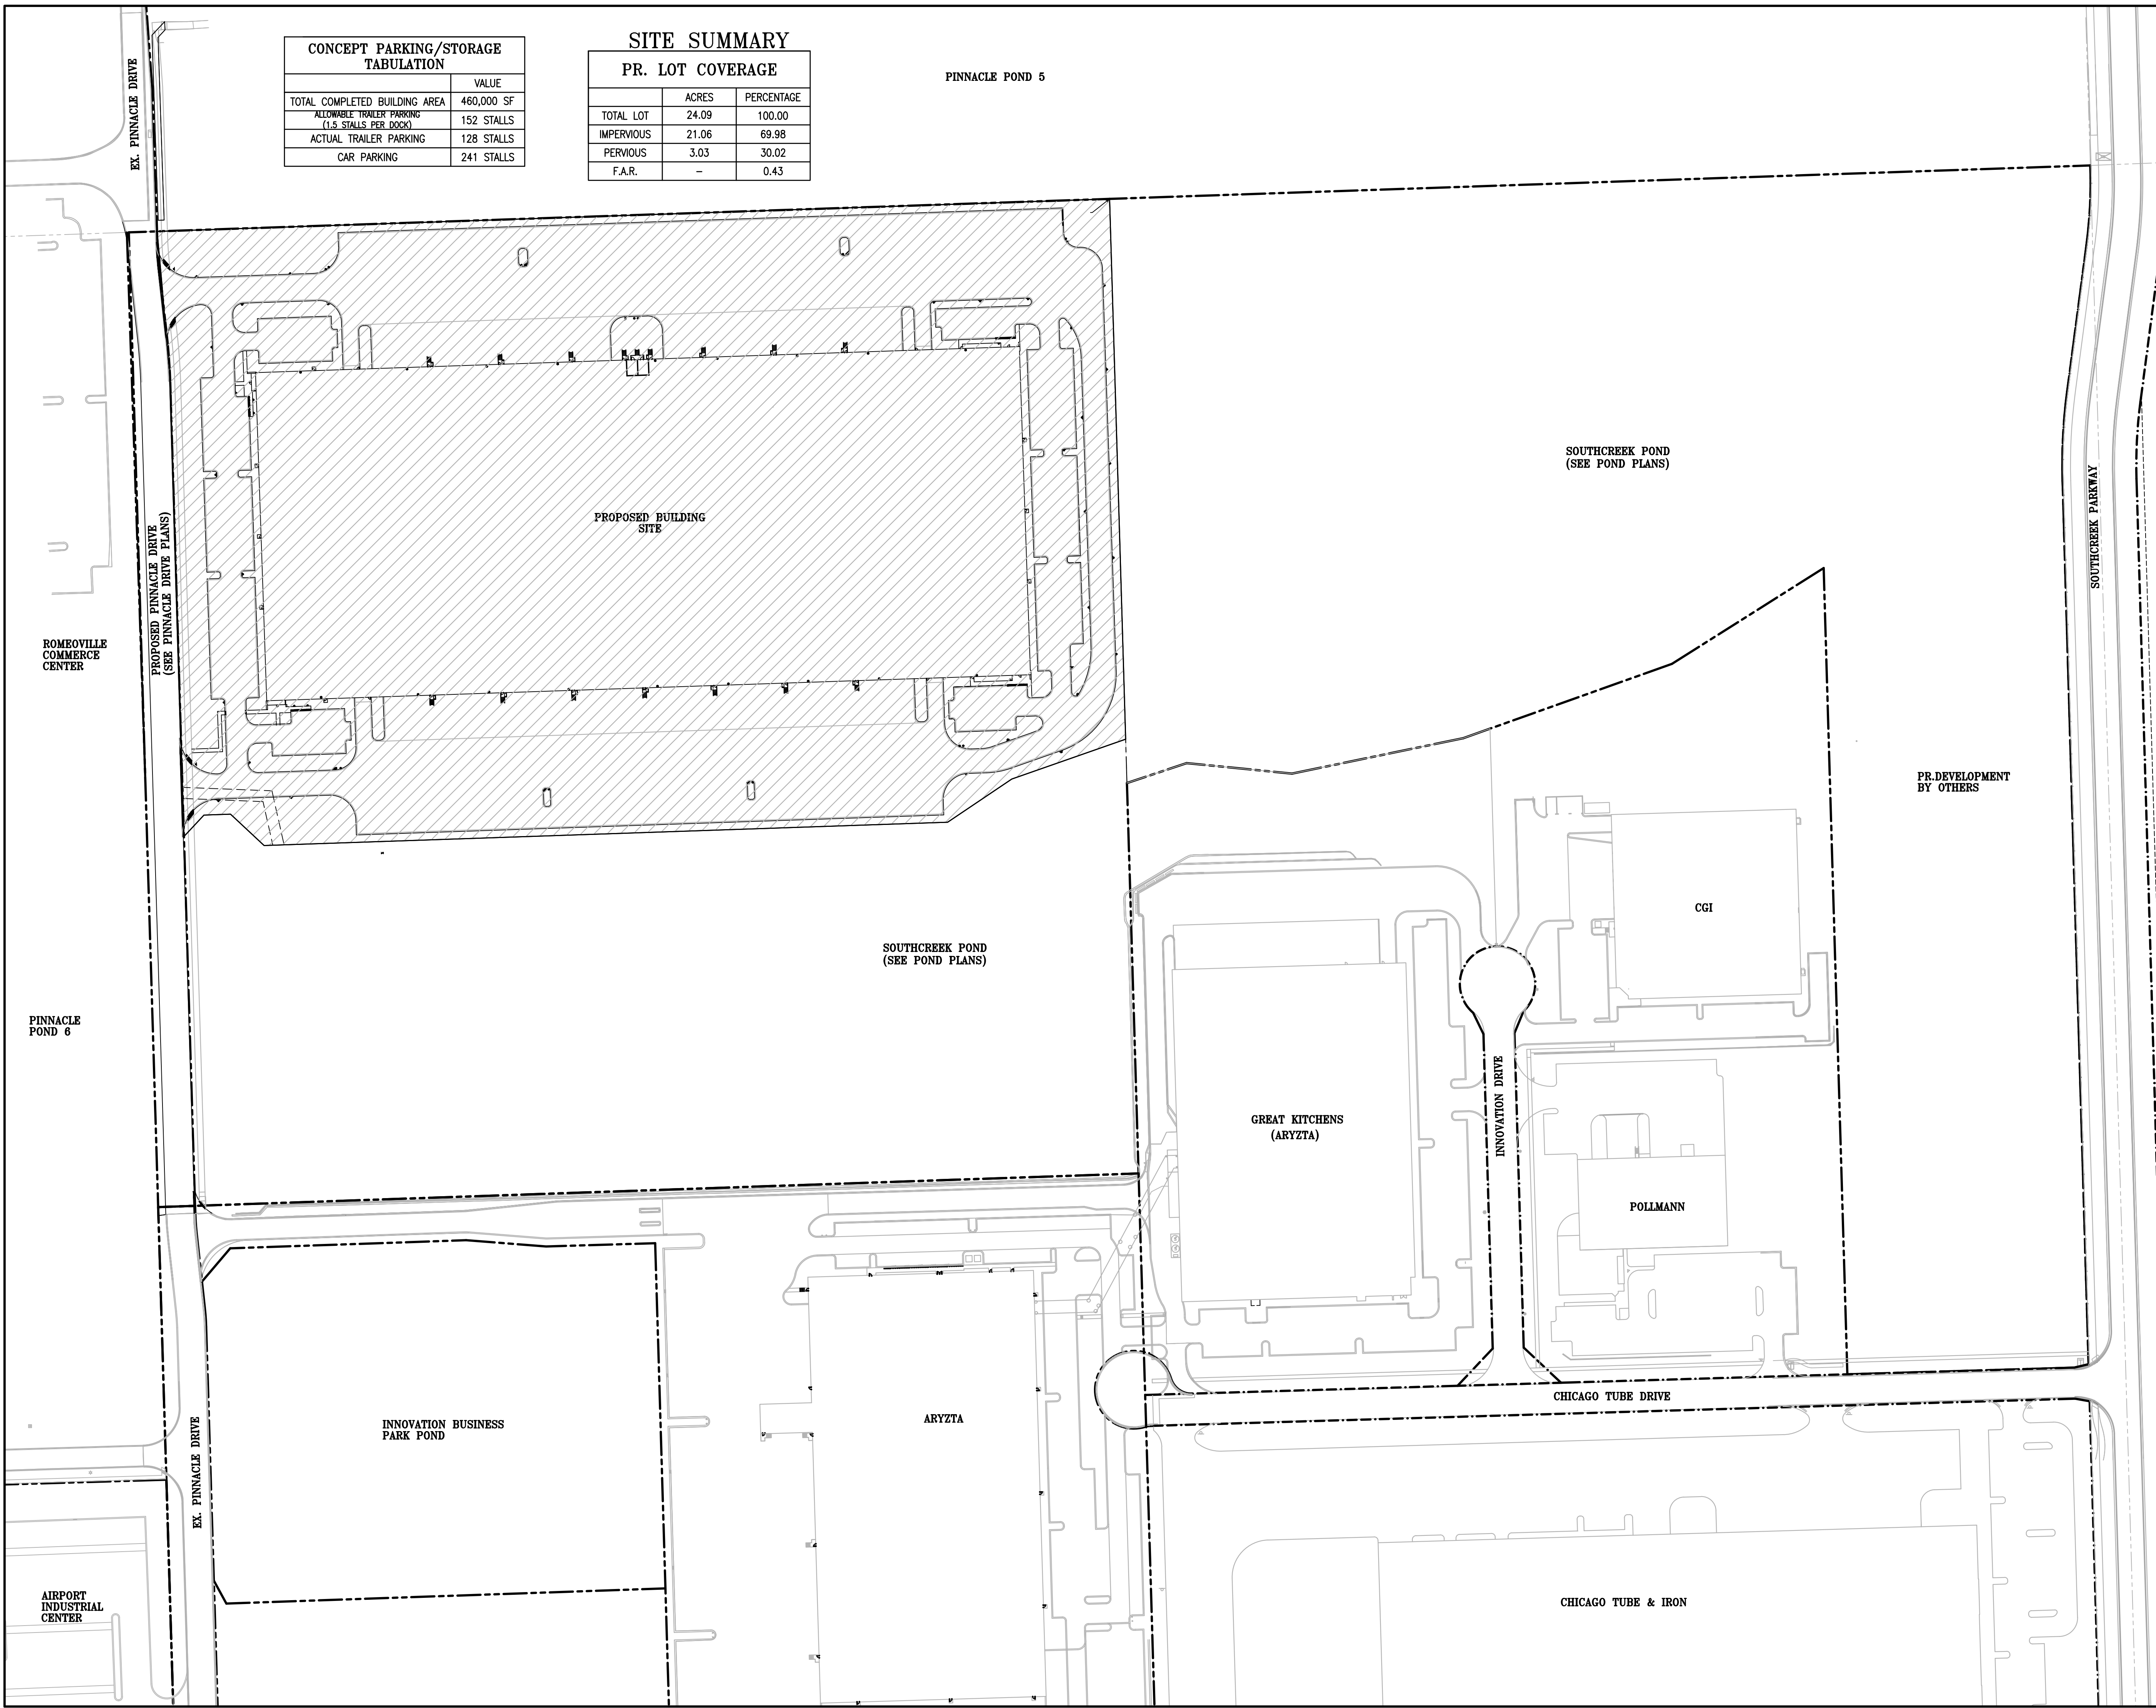 CONCEPT PARKING/STORAGE
TABULATION
VALUE
TOTAL COMPLETED BUILDING AREA 460,000 SF
ALLOWABLE TRAILER PARKING
(1.5 STALLS PER DOCK) 152 STALLS
ACTUAL TRAILER PARKING 128 STALLS
CAR PARKING 241 STALLS
SITE SUMMARY
PR. LOT COVERAGE
ACRES PERCENTAGE
TOTAL LOT 24.09 100.00
IMPERVIOUS 21.06 69.98
PERVIOUS 3.03 30.02
F.A.R. – 0.43
PINNACLE POND 5
EX. PINNACLE DRIVE
PROPOSED BUILDING
SITE
SOUTHCREEK POND
(SEE POND PLANS)
SOUTHCREEK PARKWAY
PROPOSED PINNACLE DRIVE
(SEE PINNACLE DRIVE PLANS)
ROMEOVILLE
COMMERCE
CENTER
PR.DEVELOPMENT
BY OTHERS
CGI
SOUTHCREEK POND
(SEE POND PLANS)
PINNACLE
POND 6
GREAT KITCHENS
(ARYZTA)
INNOVATION DRIVE
POLLMANN
CHICAGO TUBE DRIVE
INNOVATION BUSINESS
PARK POND
ARYZTA
EX. PINNACLE DRIVE
AIRPORT
INDUSTRIAL
CENTER
CHICAGO TUBE & IRON